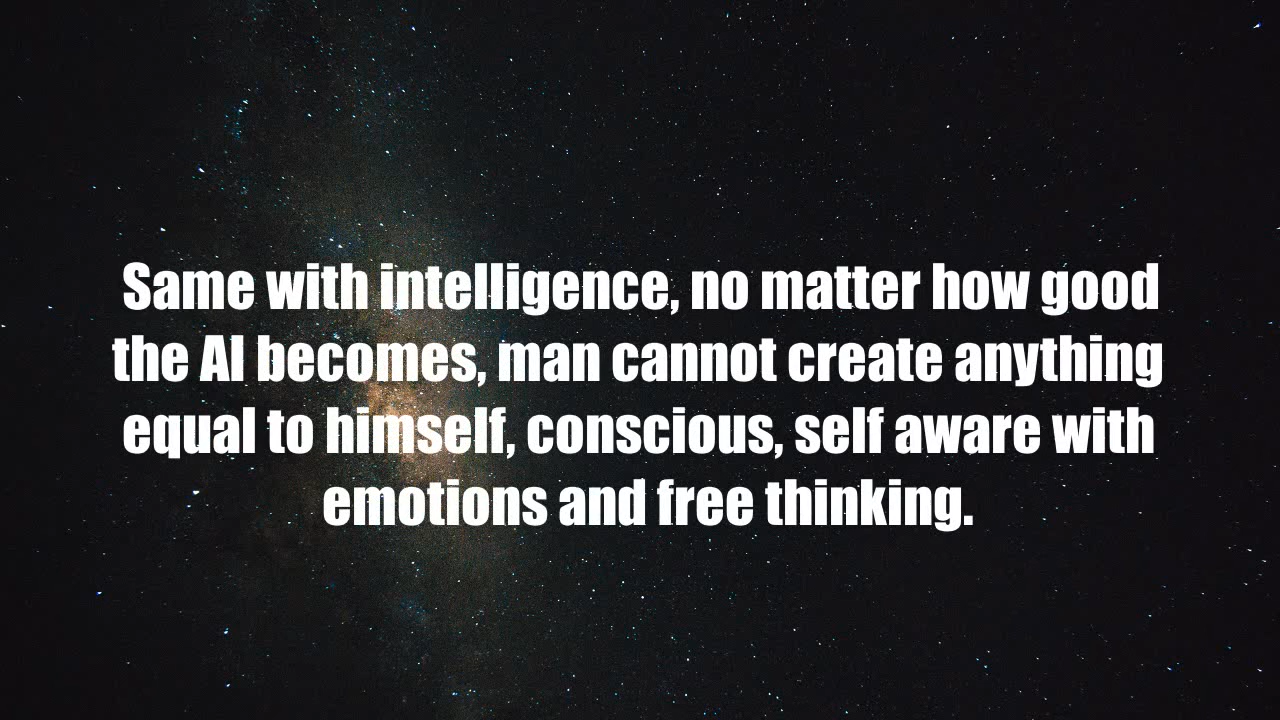 Same with intelligence, no matter how good
the AI becomes, man cannot create anything
equal to himself, conscious, self aware with
emotions and free thinking.